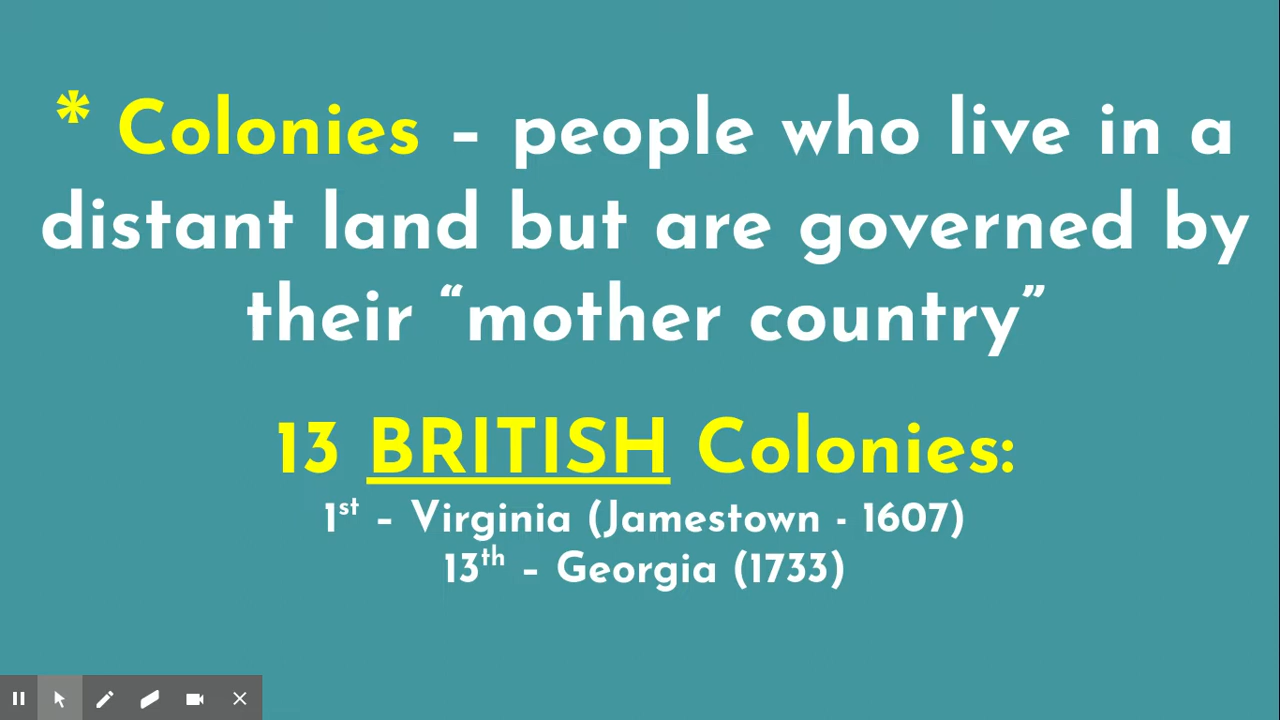 * Colonies – people who live in a
distant land but are governed by
their “mother country”
13 BRITISH Colonies:
1st – Virginia (Jamestown - 1607)
13th – Georgia (1733)